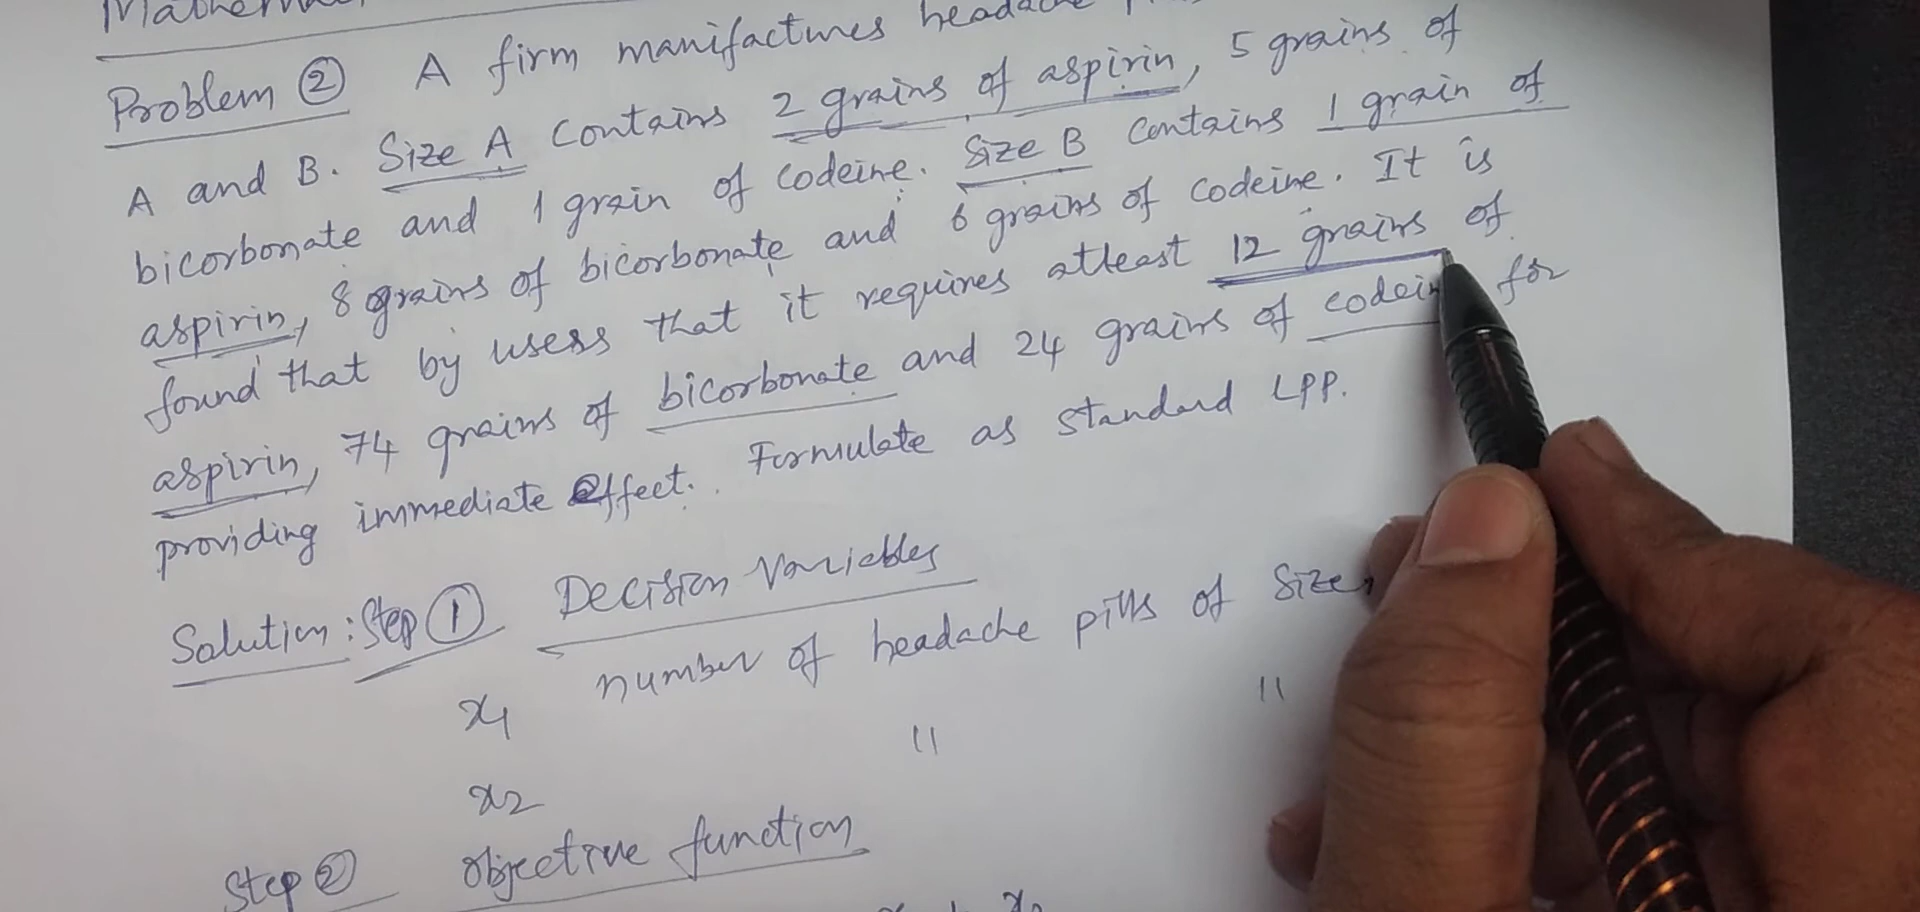 Problem ② A firm manifactures headache
A and B. Size A contains 2 grains of aspirin, 5 grains of
bicorbonate and 1 grain of codeine. Size B contains 1 grain of
aspirin, 8 grains of bicorbonate and 6 grains of codeine. It is
found that by usess that it requires atleast 12 grains of
aspirin, 74 grains of bicorbonate and 24 grains of codein for
providing immediate effect. Formulate as standard LPP.
Solution : Step ① Decision Variables
x1 number of headache pills of Size
x2 " "
Step ② objective function
x2